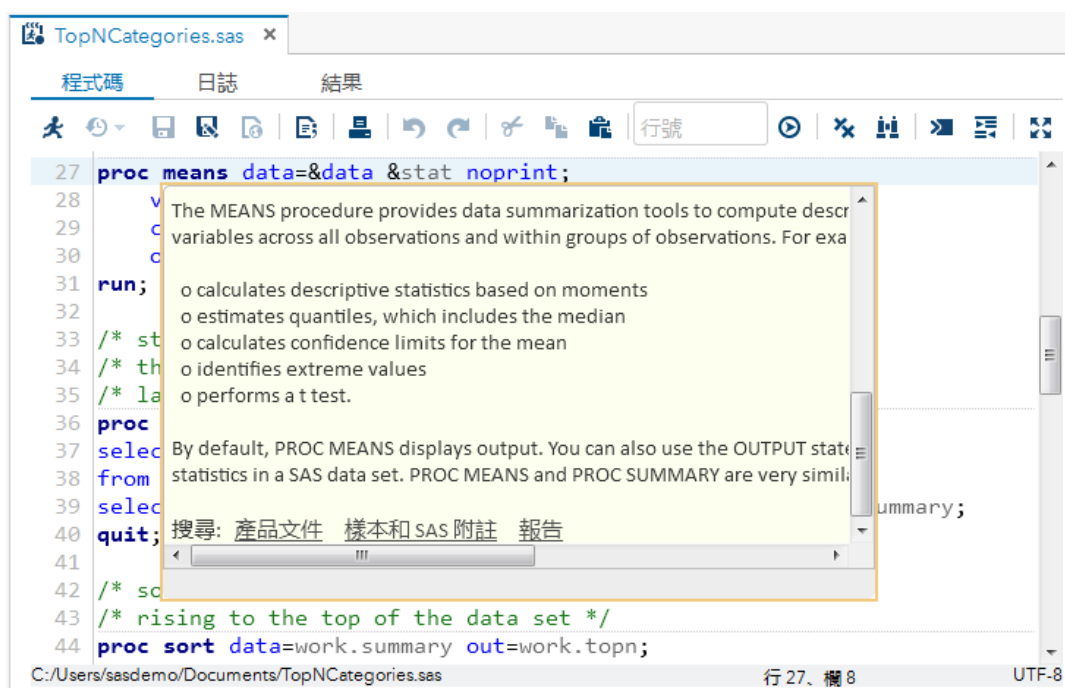 TopNCategories.sas ×
程式碼 日誌 結果
行號
27 proc means data=&data &stat noprint;
28 v
29 c
30 o
31 run;
32
33 /* st
34 /* th
35 /* la
36 proc
37 selec
38 from
39 selec ummary;
40 quit;
41
42 /* so
43 /* rising to the top of the data set */
44 proc sort data=work.summary out=work.topn;
The MEANS procedure provides data summarization tools to compute descr
variables across all observations and within groups of observations. For exa
o calculates descriptive statistics based on moments
o estimates quantiles, which includes the median
o calculates confidence limits for the mean
o identifies extreme values
o performs a t test.
By default, PROC MEANS displays output. You can also use the OUTPUT state
statistics in a SAS data set. PROC MEANS and PROC SUMMARY are very simila
搜尋: 產品文件 樣本和 SAS 附註 報告
C:/Users/sasdemo/Documents/TopNCategories.sas 行 27、欄 8 UTF-8